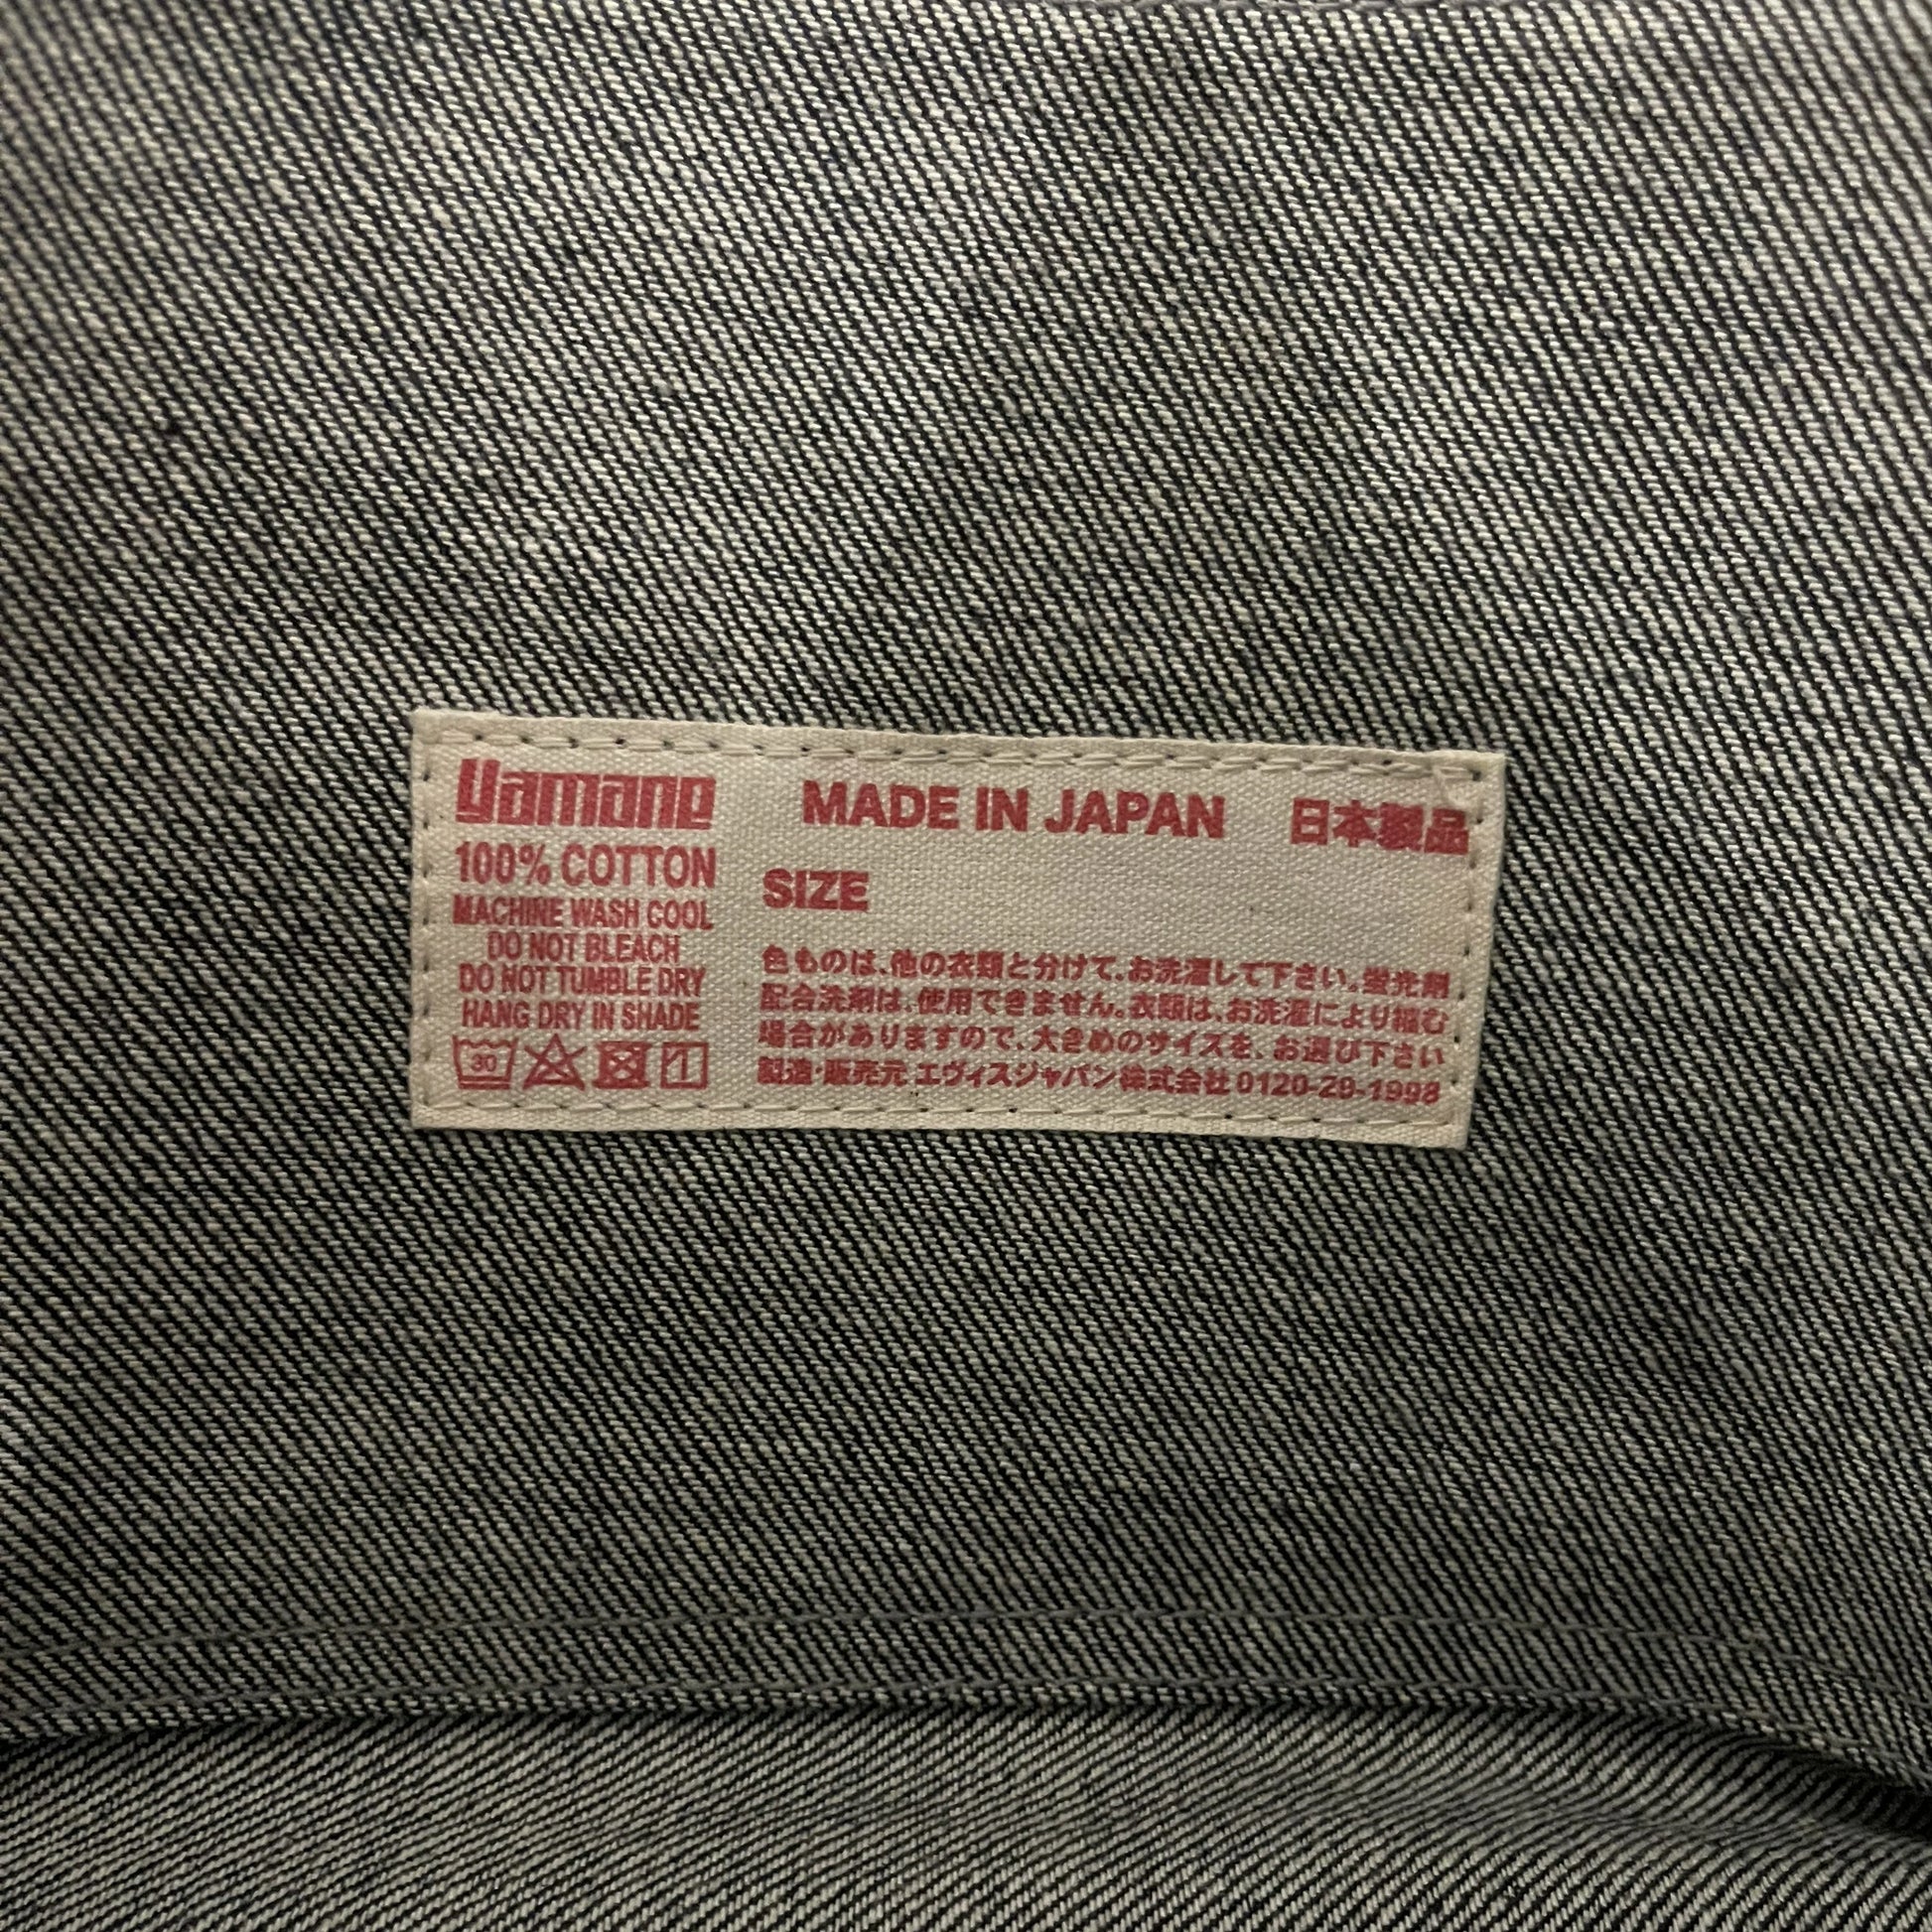 yamane
100% COTTON
MACHINE WASH COOL
DO NOT BLEACH
DO NOT TUMBLE DRY
HANG DRY IN SHADE
30
1
MADE IN JAPAN 日本製品
SIZE
色ものは、他の衣類と分けて、お洗濯して下さい。蛍光剤
配合洗剤は、使用できません。衣類は、お洗濯により縮む
場合がありますので、大きめのサイズを、お選び下さい
製造・販売元 エヴィスジャパン株式会社 0120-29-1998